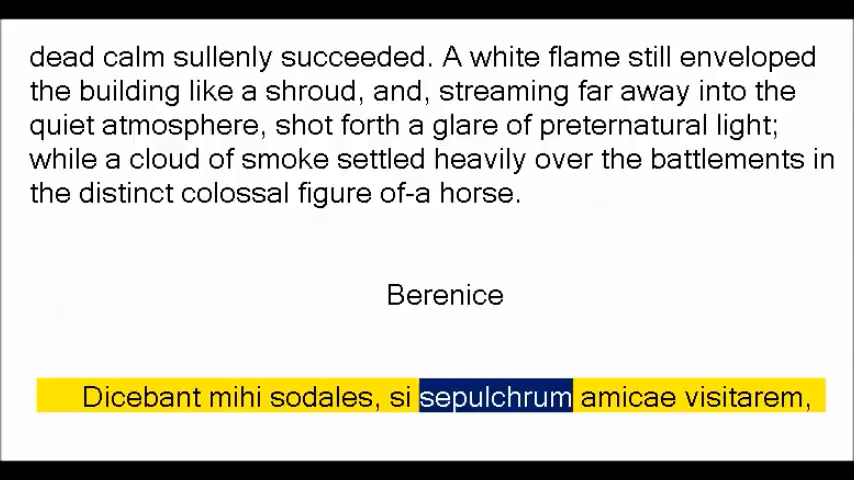 dead calm sullenly succeeded. A white flame still enveloped
the building like a shroud, and, streaming far away into the
quiet atmosphere, shot forth a glare of preternatural light;
while a cloud of smoke settled heavily over the battlements in
the distinct colossal figure of-a horse.
Berenice
Dicebant mihi sodales, si sepulchrum amicae visitarem,